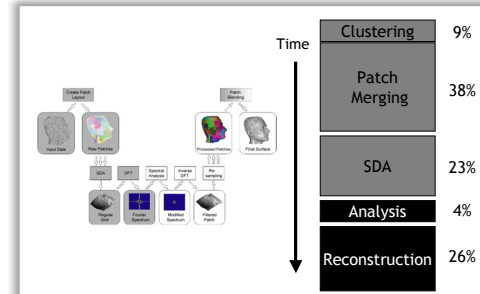 Time
Clustering 9%
Patch
Merging
38%
SDA 23%
Analysis 4%
Reconstruction 26%
Create Patch
Layout
Patch
Blending
Input Data
Raw Patches
Processed Patches
Final Surface
SDA
DFT
Spectral
Analysis
Inverse
DFT
Re-
sampling
Regular
Grid
Fourier
Spectrum
Modified
Spectrum
Filtered
Patch